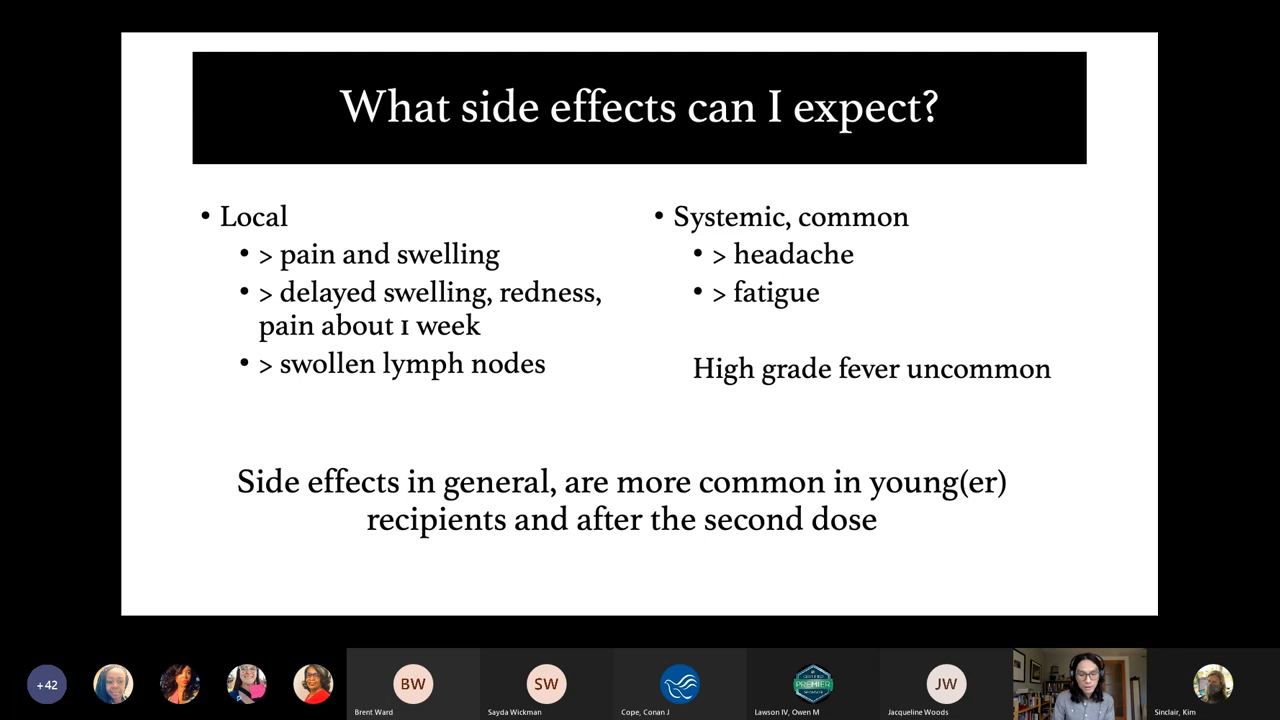 What side effects can I expect?
• Local
• > pain and swelling
• > delayed swelling, redness,
pain about 1 week
• > swollen lymph nodes
• Systemic, common
• > headache
• > fatigue
High grade fever uncommon
Side effects in general, are more common in young(er)
recipients and after the second dose
+42
BW
Brent Ward
SW
Sayda Wickman
Cope, Conan J
PREMIER
Lawson IV, Owen M
JW
Jacqueline Woods
Sinclair, Kim